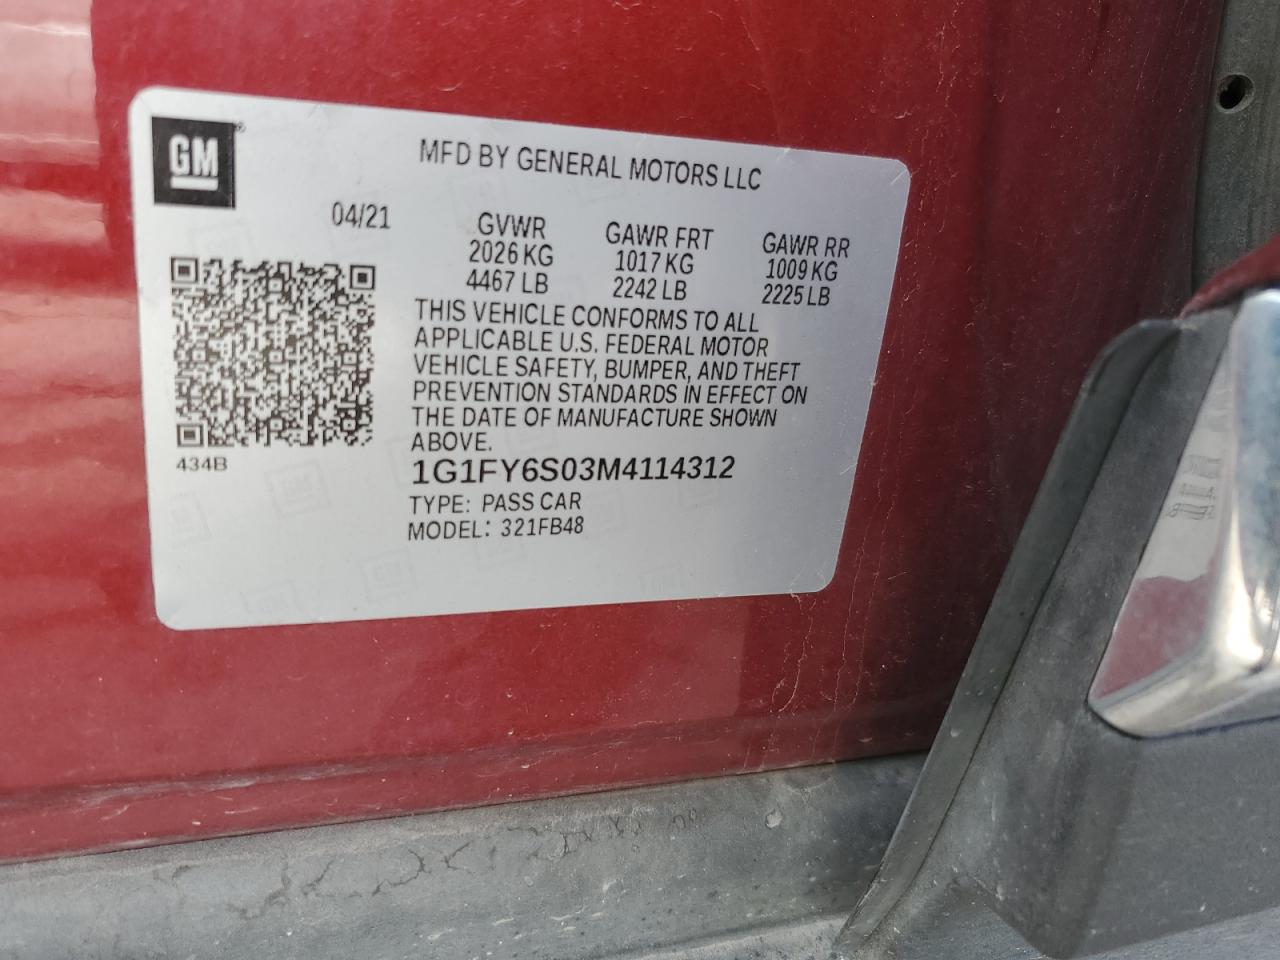 GM
MFD BY GENERAL MOTORS LLC
04/21
GVWR
2026 KG
4467 LB
GAWR FRT
1017 KG
2242 LB
GAWR RR
1009 KG
2225 LB
THIS VEHICLE CONFORMS TO ALL
APPLICABLE U.S. FEDERAL MOTOR
VEHICLE SAFETY, BUMPER, AND THEFT
PREVENTION STANDARDS IN EFFECT ON
THE DATE OF MANUFACTURE SHOWN
ABOVE.
434B
1G1FY6S03M4114312
TYPE: PASS CAR
MODEL: 321FB48